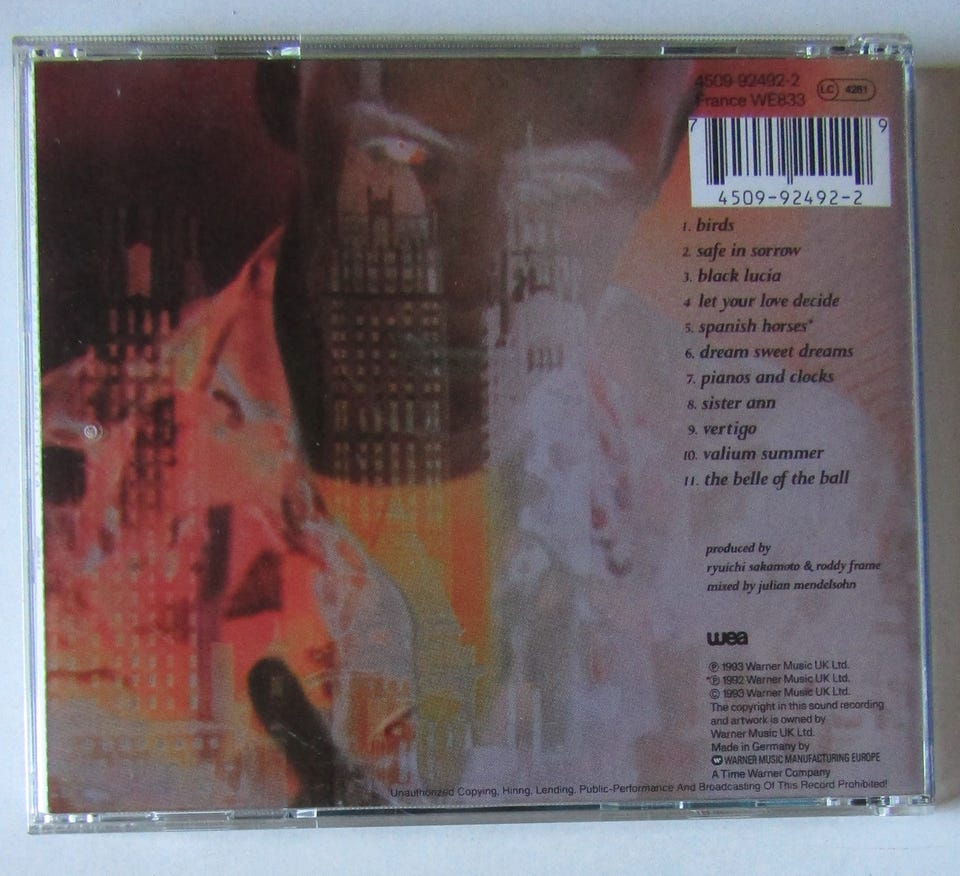 4509-92492-2
France WE833
LC 4281
7 9
4509-92492-2
1. birds
2. safe in sorrow
3. black lucia
4 let your love decide
5. spanish horses*
6. dream sweet dreams
7. pianos and clocks
8. sister ann
9. vertigo
10. valium summer
11. the belle of the ball
produced by
ryuichi sakamoto & roddy frame
mixed by julian mendelsohn
wea
℗ 1993 Warner Music UK Ltd.
*℗ 1992 Warner Music UK Ltd.
© 1993 Warner Music UK Ltd.
The copyright in this sound recording
and artwork is owned by
Warner Music UK Ltd.
Made in Germany by
WARNER MUSIC MANUFACTURING EUROPE
A Time Warner Company
Unauthorized Copying, Hiring, Lending, Public-Performance And Broadcasting Of This Record Prohibited!